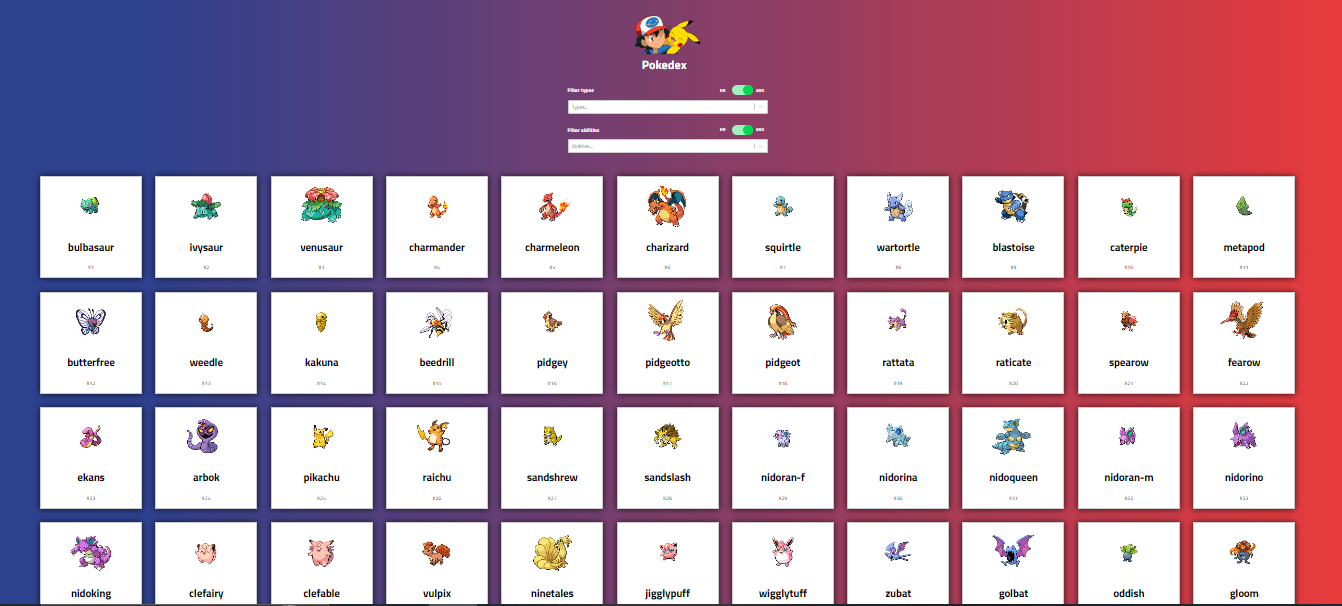 Pokedex
Filter types
OR AND
Types...
Filter abilities
OR AND
Abilities...
bulbasaur ivysaur venusaur charmander charmeleon charizard squirtle wartortle blastoise caterpie metapod
#1 #2 #3 #4 #5 #6 #7 #8 #9 #10 #11
butterfree weedle kakuna beedrill pidgey pidgeotto pidgeot rattata raticate spearow fearow
#12 #13 #14 #15 #16 #17 #18 #19 #20 #21 #22
ekans arbok pikachu raichu sandshrew sandslash nidoran-f nidorina nidoqueen nidoran-m nidorino
#23 #24 #25 #26 #27 #28 #29 #30 #31 #32 #33
nidoking clefairy clefable vulpix ninetales jigglypuff wigglytuff zubat golbat oddish gloom